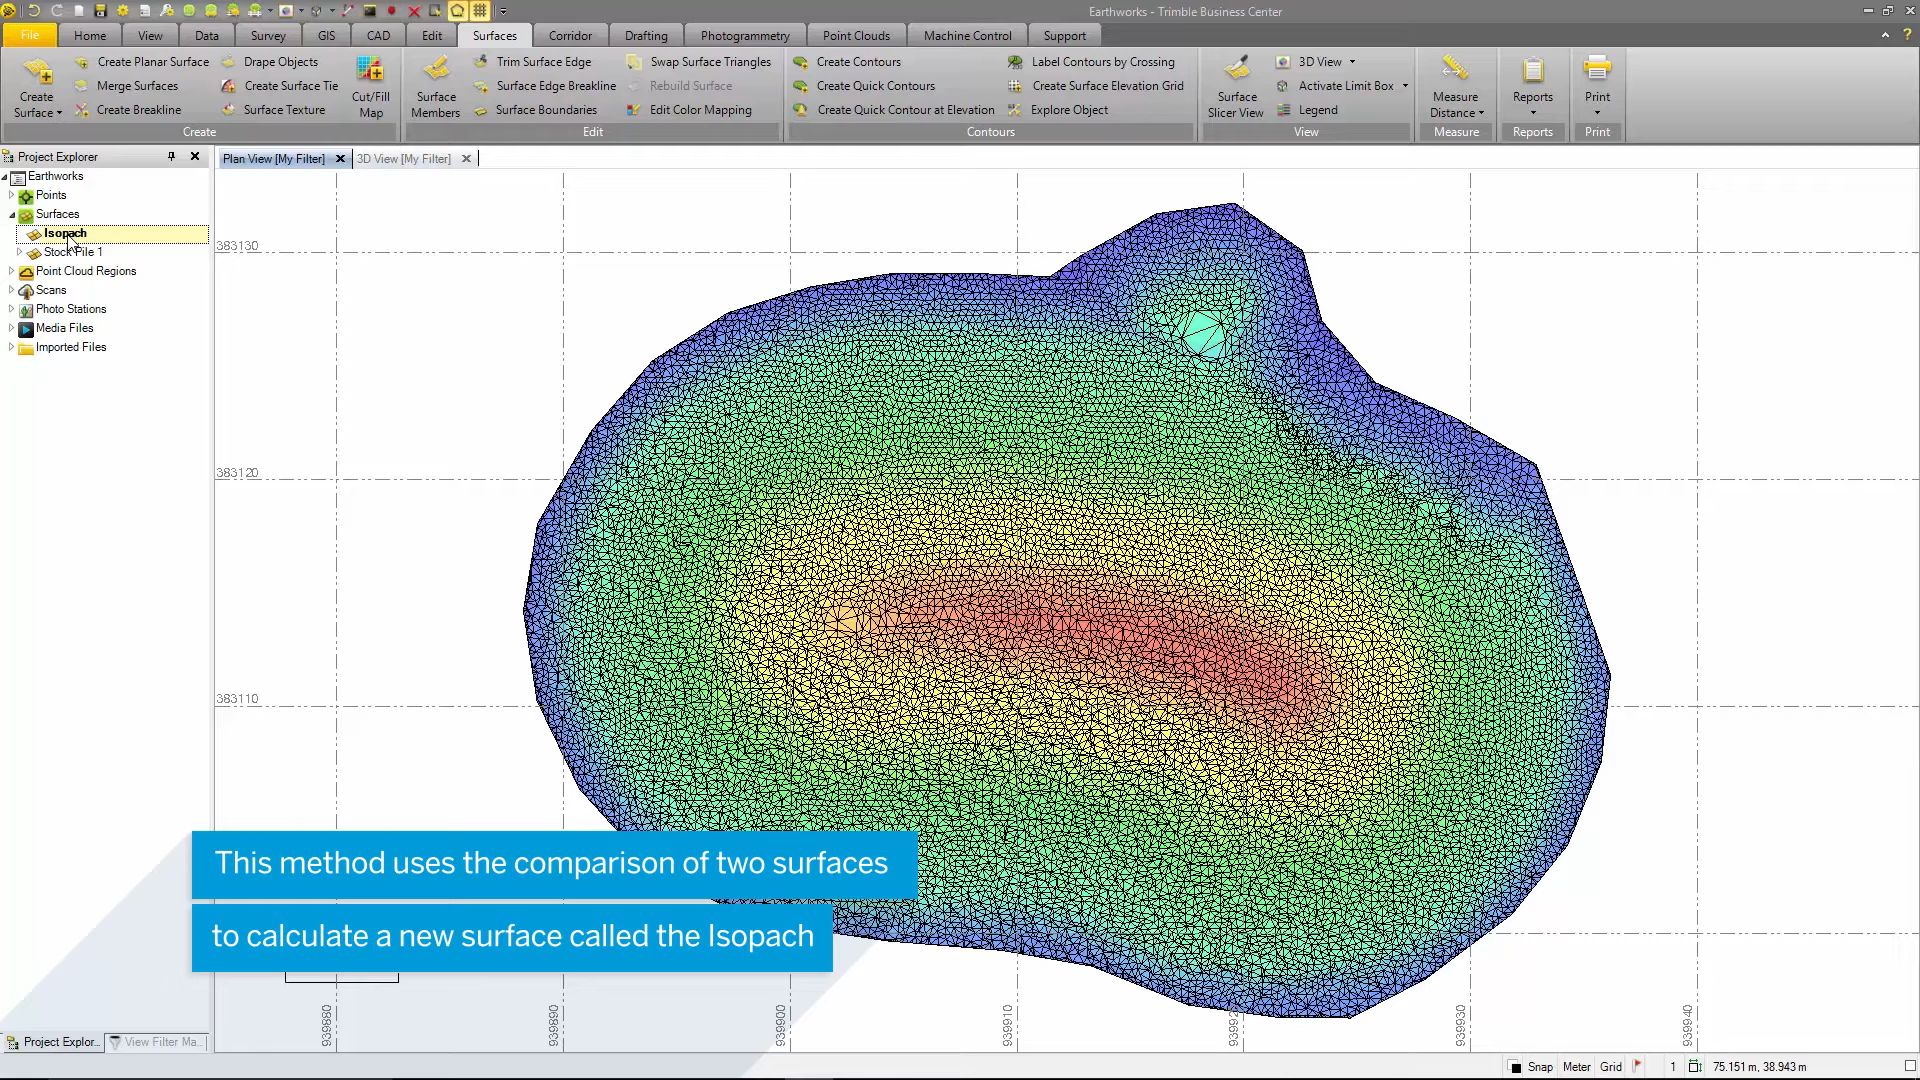 Earthworks - Trimble Business Center
File Home View Data Survey GIS CAD Edit Surfaces Corridor Drafting Photogrammetry Point Clouds Machine Control Support
Create Surface
Create Planar Surface
Merge Surfaces
Create Breakline
Drape Objects
Create Surface Tie
Surface Texture
Cut/Fill Map
Create
Surface Members
Trim Surface Edge
Surface Edge Breakline
Surface Boundaries
Swap Surface Triangles
Rebuild Surface
Edit Color Mapping
Edit
Create Contours
Create Quick Contours
Create Quick Contour at Elevation
Label Contours by Crossing
Create Surface Elevation Grid
Explore Object
Contours
Surface Slicer View
3D View
Activate Limit Box
Legend
View
Measure Distance
Measure
Reports
Reports
Print
Print
Project Explorer
Plan View [My Filter]
3D View [My Filter]
Earthworks
Points
Surfaces
Isopach
Stock Pile 1
Point Cloud Regions
Scans
Photo Stations
Media Files
Imported Files
383130
383120
383110
This method uses the comparison of two surfaces
to calculate a new surface called the Isopach
939880
939890
939900
939910
939930
939940
Project Explor...
View Filter Ma...
Snap Meter Grid 1 75.151 m, 38.943 m